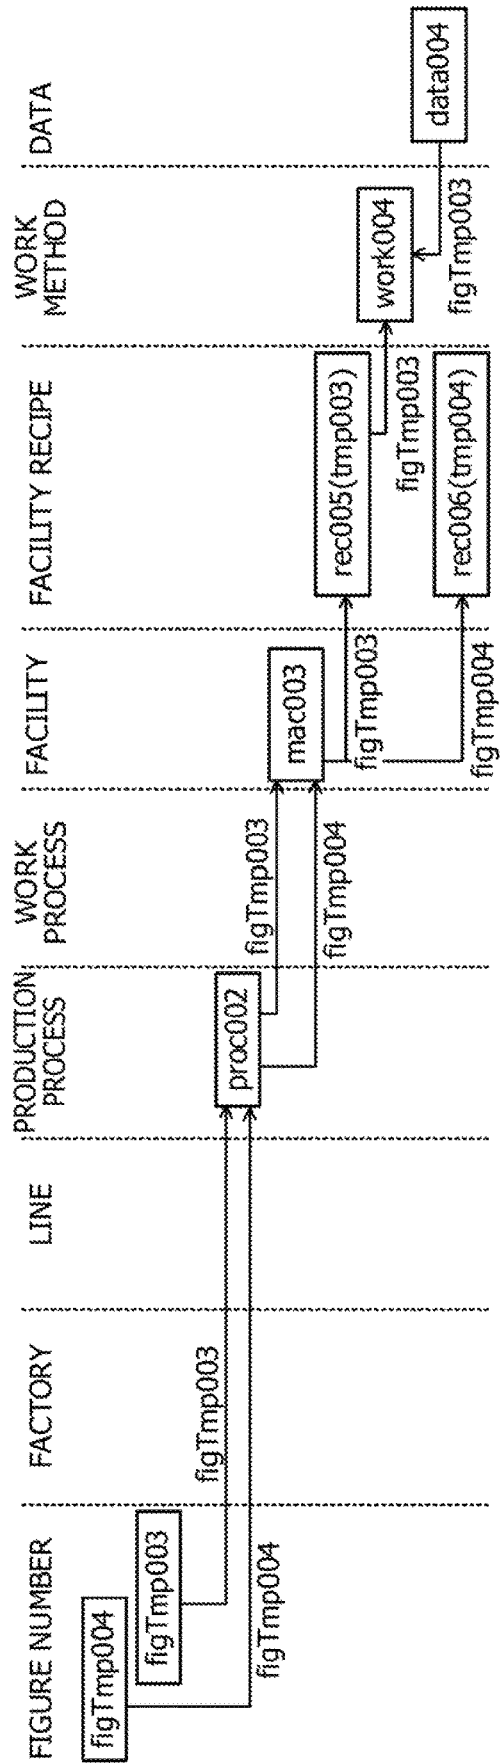 FIGURE NUMBER
FACTORY
LINE
PRODUCTION
PROCESS
WORK
PROCESS
FACILITY
FACILITY RECIPE
WORK
METHOD
DATA
figTmp004
figTmp003
figTmp003
figTmp004
proc002
figTmp003
figTmp004
mac003
figTmp003
figTmp004
rec005(tmp003)
figTmp003
rec006(tmp004)
work004
figTmp003
data004